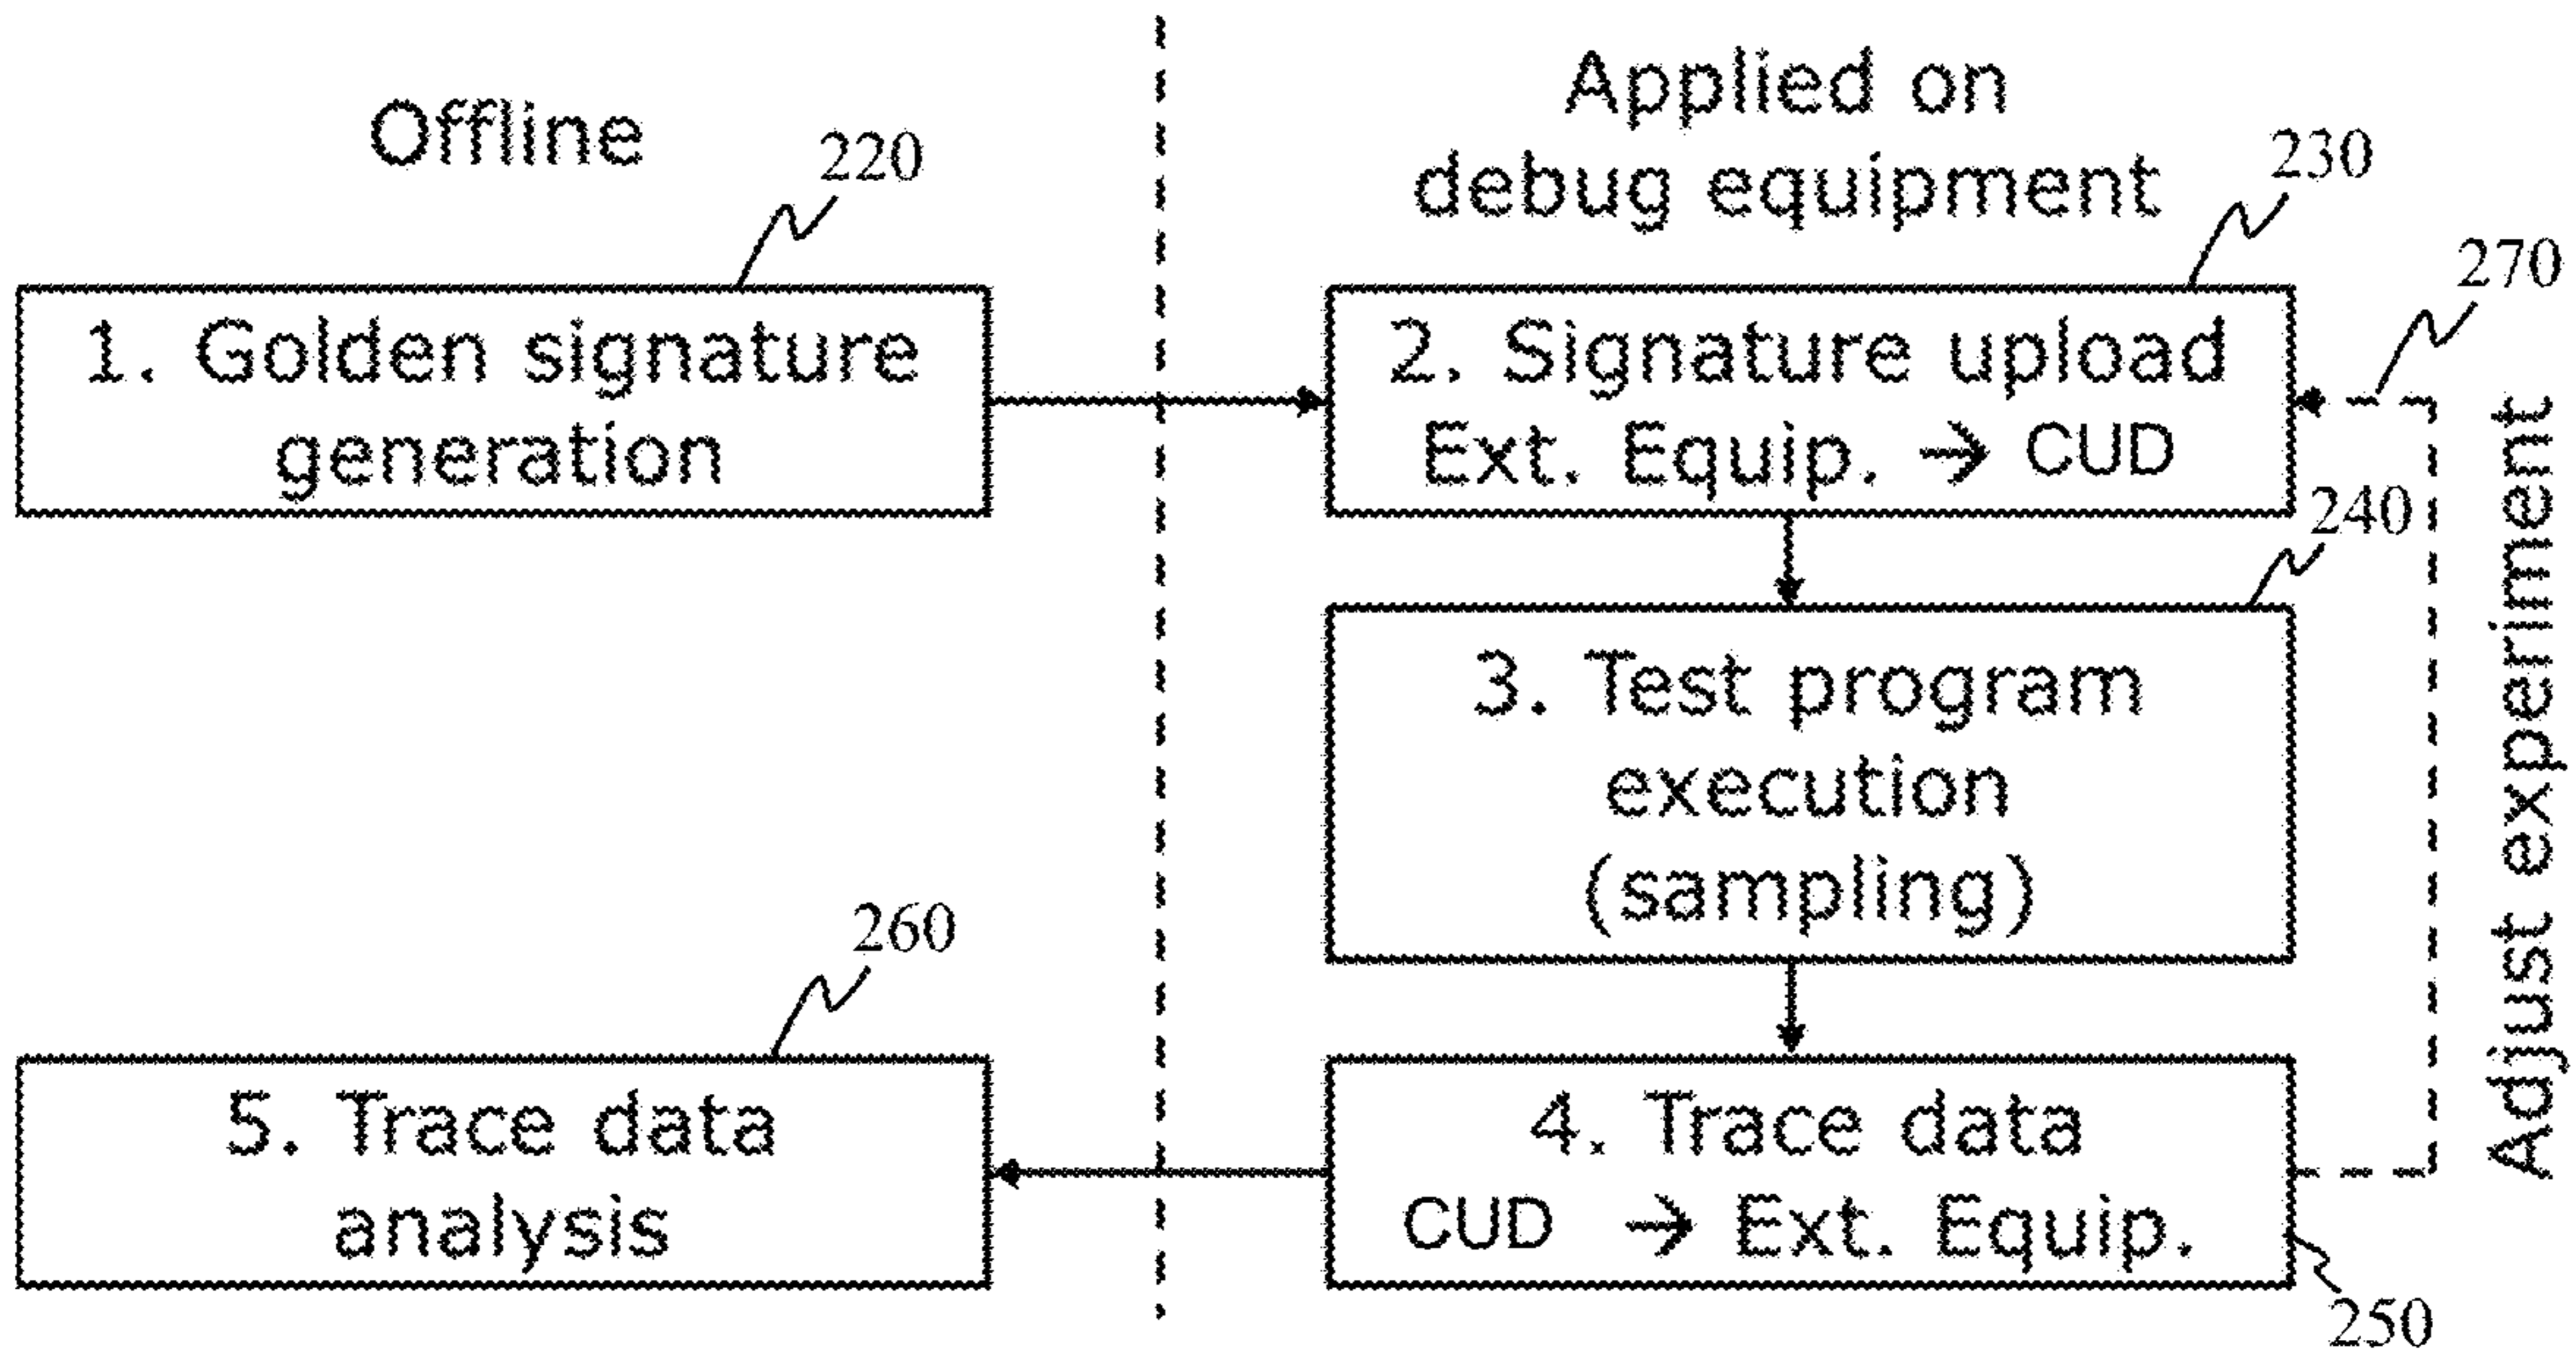 Offline
220
1. Golden signature
generation
Applied on
debug equipment
230
270
2. Signature upload
Ext. Equip. → CUD
240
3. Test program
execution
(sampling)
Adjust experiment
260
5. Trace data
analysis
4. Trace data
CUD → Ext. Equip.
250